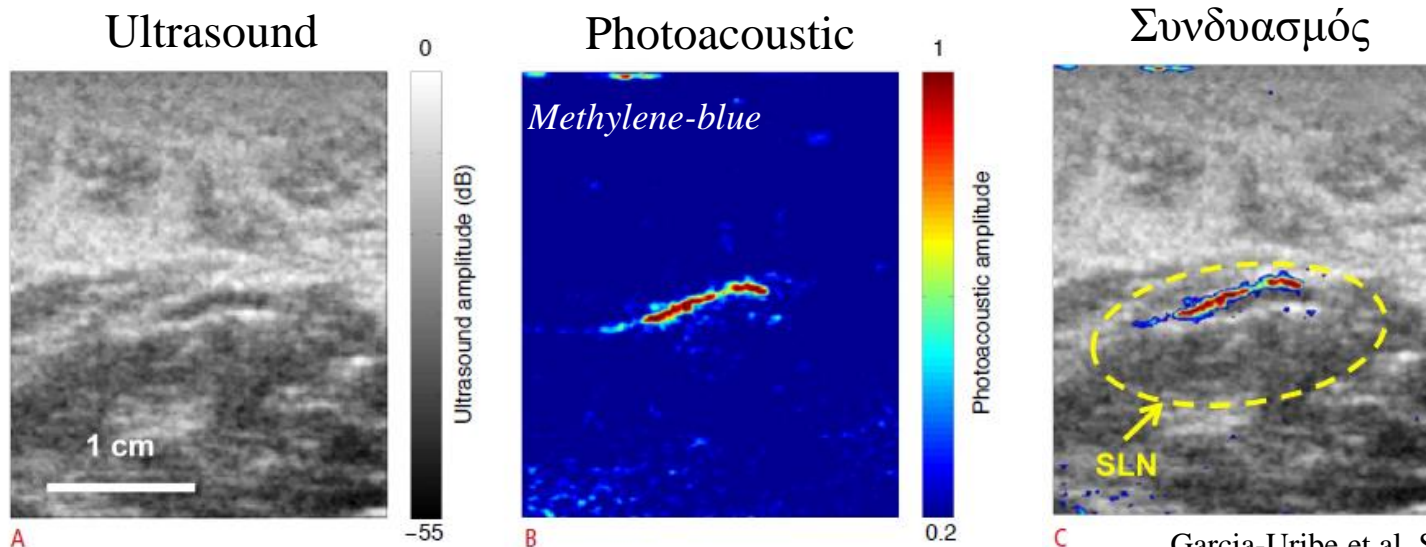 Ultrasound
Photoacoustic
Συνδυασμός
0
Ultrasound amplitude (dB)
-55
1 cm
A
Methylene-blue
1
Photoacoustic amplitude
0.2
B
SLN
C
Garcia-Uribe et al.